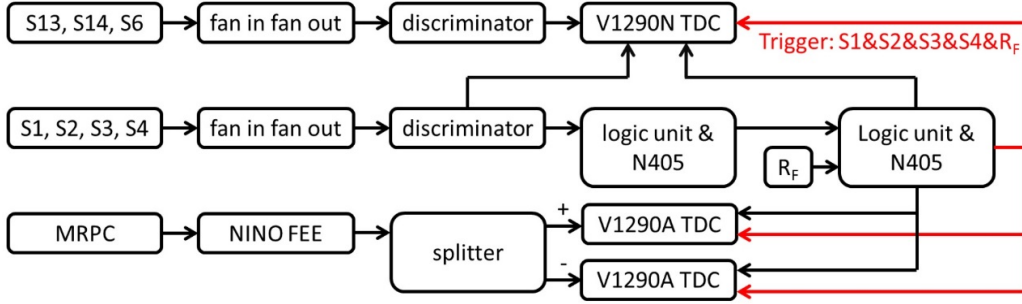 S13, S14, S6
fan in fan out
discriminator
V1290N TDC
Trigger: S1&S2&S3&S4&RF
S1, S2, S3, S4
fan in fan out
discriminator
logic unit &
N405
RF
Logic unit &
N405
MRPC
NINO FEE
splitter
+
V1290A TDC
-
V1290A TDC